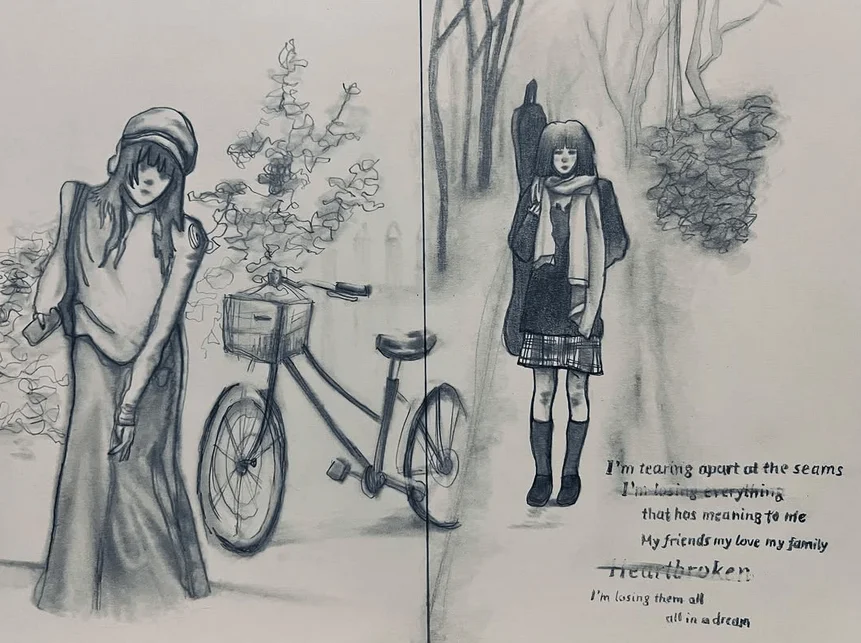 I'm tearing apart at the seams
I'm losing everything
that has meaning to me
My friends my love my family
Heartbroken
I'm losing them all
all in a dream